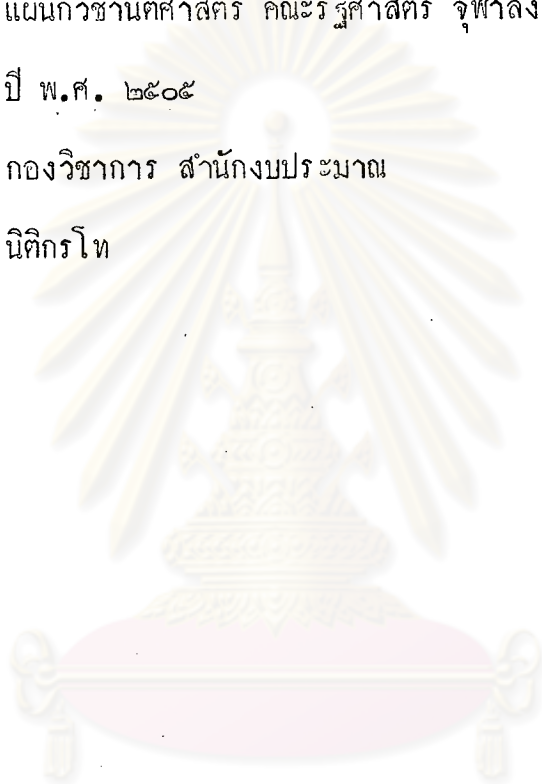 แผนกวิชานิติศาสตร์ คณะรัฐศาสตร์ จุฬาลง
ปี พ.ศ. ๒๕๐๕
กองวิชาการ สำนักงบประมาณ
นิติกรโท